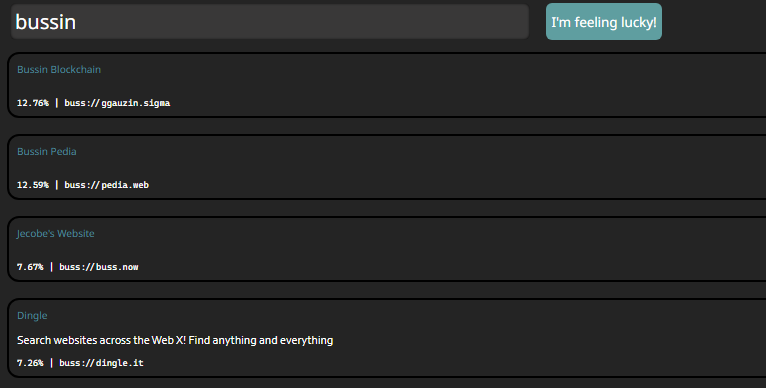 bussin
I'm feeling lucky!
Bussin Blockchain
12.76% | buss://ggauzin.sigma
Bussin Pedia
12.59% | buss://pedia.web
Jecobe's Website
7.67% | buss://buss.now
Dingle
Search websites across the Web X! Find anything and everything
7.26% | buss://dingle.it